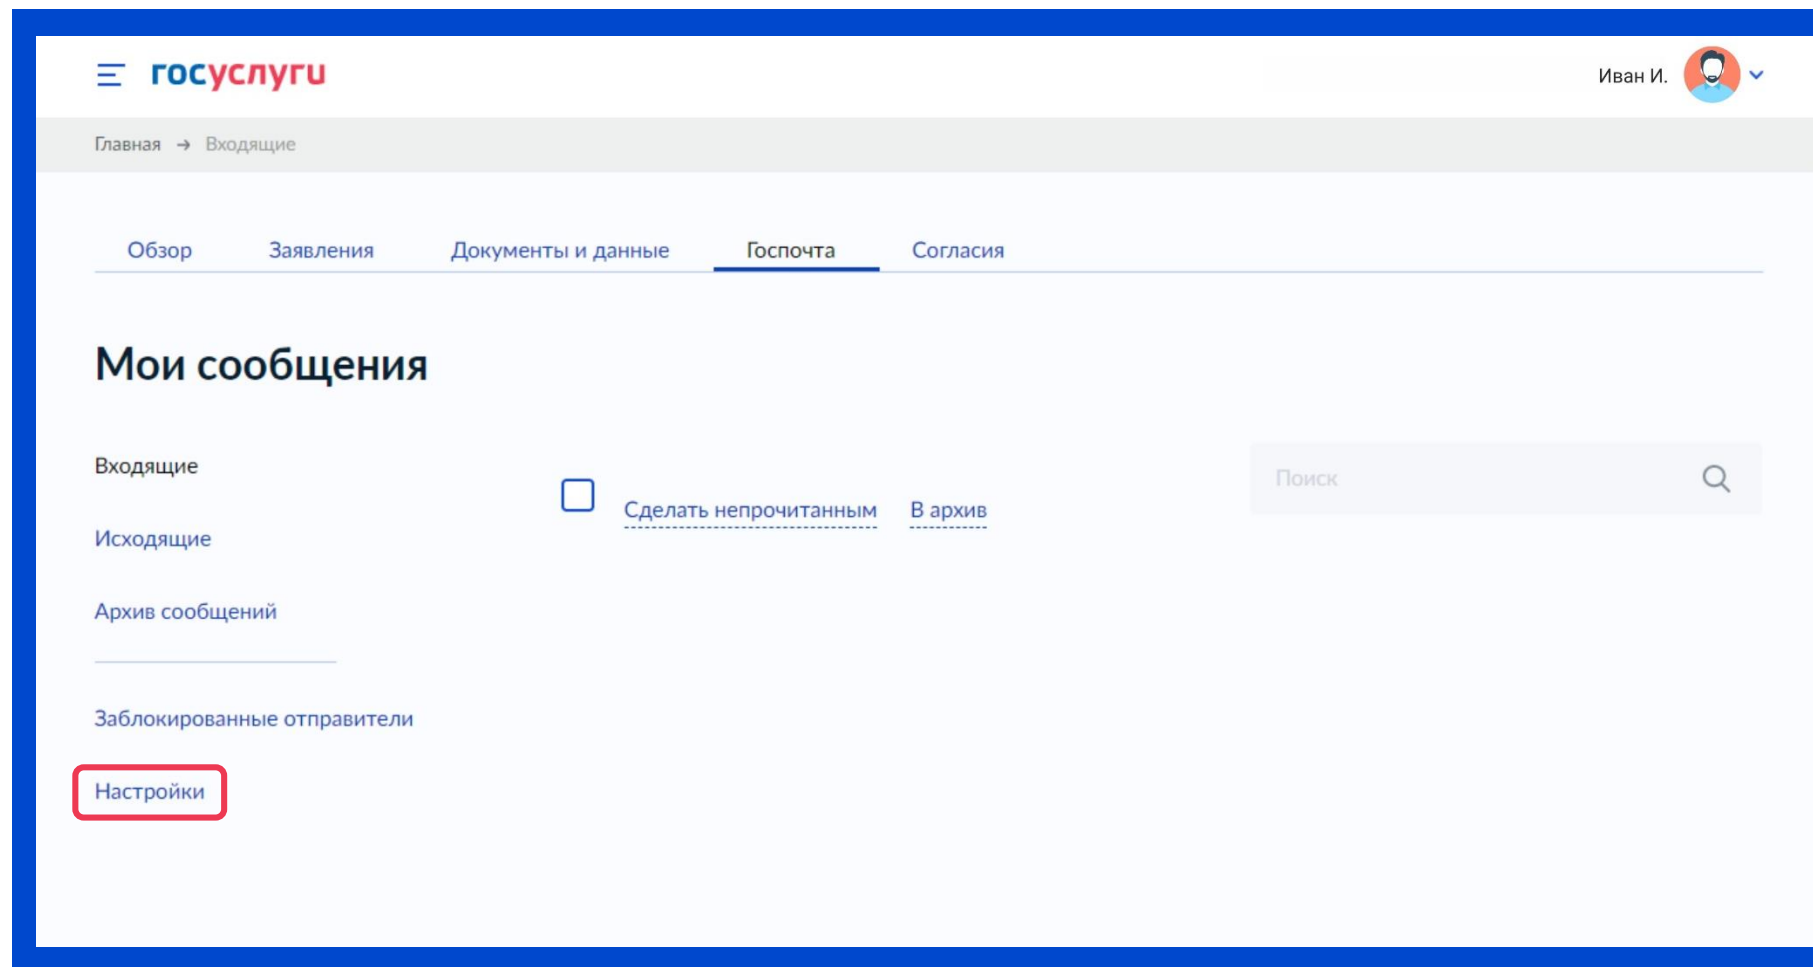 госуслуги
Иван И.
Главная → Входящие
Обзор Заявления Документы и данные Госпочта Согласия
Мои сообщения
Входящие
Поиск
Сделать непрочитанным В архив
Исходящие
Архив сообщений
Заблокированные отправители
Настройки